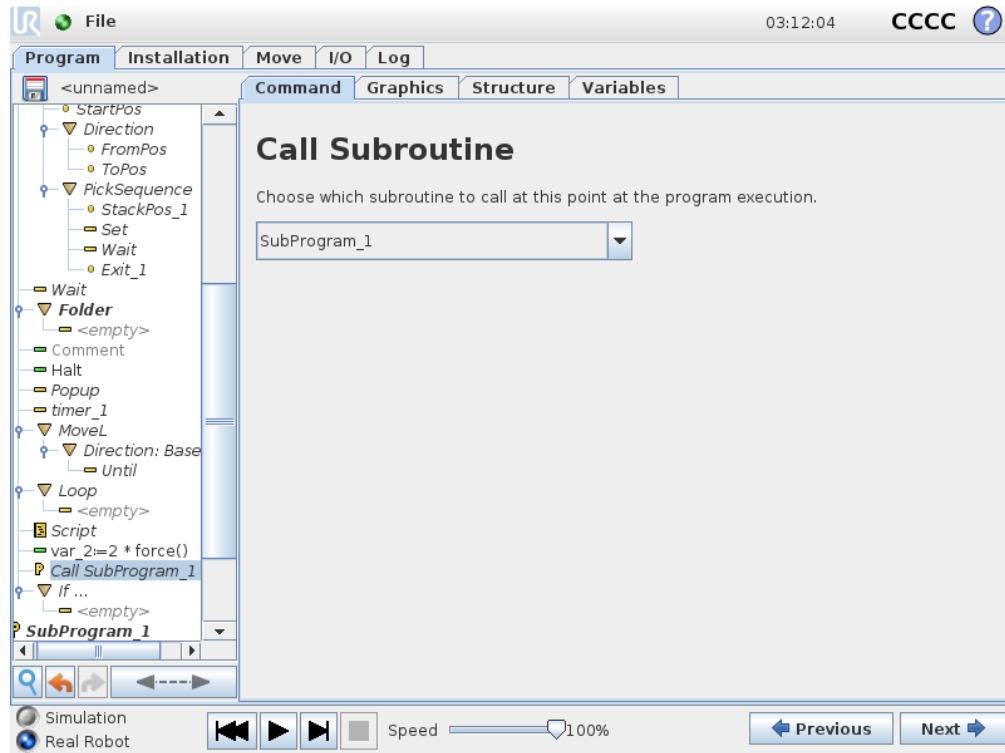 UR File 03:12:04 CCCC ?
Program Installation Move I/O Log
<unnamed>
Command Graphics Structure Variables
StartPos
Direction
FromPos
ToPos
PickSequence
StackPos_1
Set
Wait
Exit_1
Wait
Folder
<empty>
Comment
Halt
Popup
timer_1
MoveL
Direction: Base
Until
Loop
<empty>
Script
var_2:=2 * force()
Call SubProgram_1
If ...
<empty>
SubProgram_1
Call Subroutine
Choose which subroutine to call at this point at the program execution.
SubProgram_1
Simulation
Real Robot
Speed 100%
Previous Next